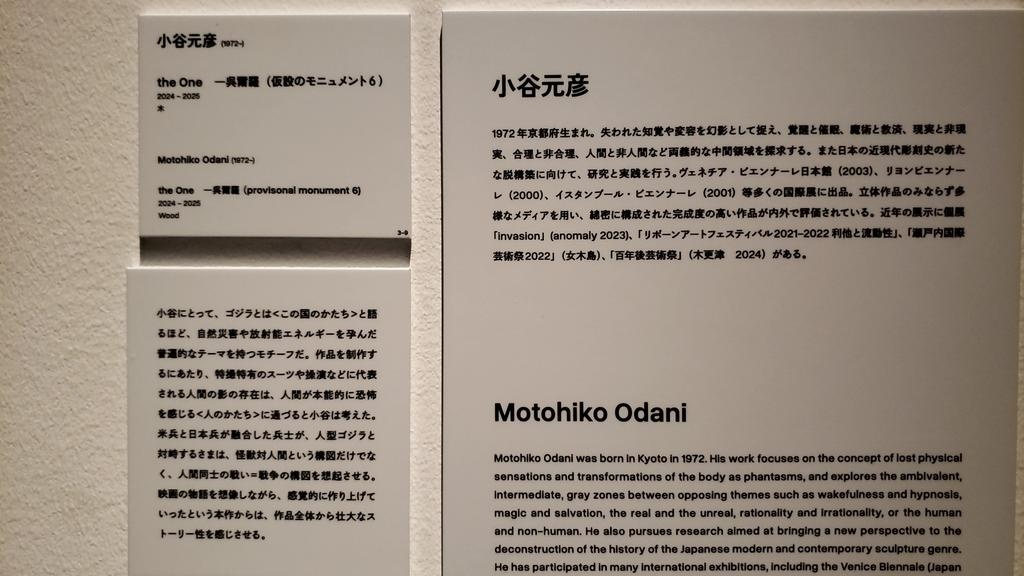 小谷元彦 (1972–)
the One　―呉爾羅（仮設のモニュメント6）
2024 – 2025
木
Motohiko Odani (1972–)
the One　―呉爾羅 (provisonal monument 6)
2024 – 2025
Wood
3–9
小谷にとって、ゴジラとは<この国のかたち>と語
るほど、自然災害や放射能エネルギーを孕んだ
普遍的なテーマを持つモチーフだ。作品を制作す
るにあたり、特撮特有のスーツや操演などに代表
される人間の影の存在は、人間が本能的に恐怖
を感じる<人のかたち>に通づると小谷は考えた。
米兵と日本兵が融合した兵士が、人型ゴジラと
対峙するさまは、怪獣対人間という構図だけでな
く、人間同士の戦い＝戦争の構図を想起させる。
映画の物語を想像しながら、感覚的に作り上げて
いったという本作からは、作品全体から壮大なス
トーリー性を感じさせる。
小谷元彦
1972年京都府生まれ。失われた知覚や変容を幻影として捉え、覚醒と催眠、魔術と救済、現実と非現
実、合理と非合理、人間と非人間など両義的な中間領域を探求する。また日本の近現代彫刻史の新た
な脱構築に向けて、研究と実践を行う。ヴェネチア・ビエンナーレ日本館（2003）、リヨンビエンナー
レ（2000）、イスタンブール・ビエンナーレ（2001）等多くの国際展に出品。立体作品のみならず多
様なメディアを用い、綿密に構成された完成度の高い作品が内外で評価されている。近年の展示に個展
「invasion」(anomaly 2023)、「リボーンアートフェスティバル2021–2022 利他と流動性」、「瀬戸内国際
芸術祭2022」（女木島）、「百年後芸術祭」（木更津　2024）がある。
Motohiko Odani
Motohiko Odani was born in Kyoto in 1972. His work focuses on the concept of lost physical
sensations and transformations of the body as phantasms, and explores the ambivalent,
intermediate, gray zones between opposing themes such as wakefulness and hypnosis,
magic and salvation, the real and the unreal, rationality and irrationality, or the human
and non-human. He also pursues research aimed at bringing a new perspective to the
deconstruction of the history of the Japanese modern and contemporary sculpture genre.
He has participated in many international exhibitions, including the Venice Biennale (Japan